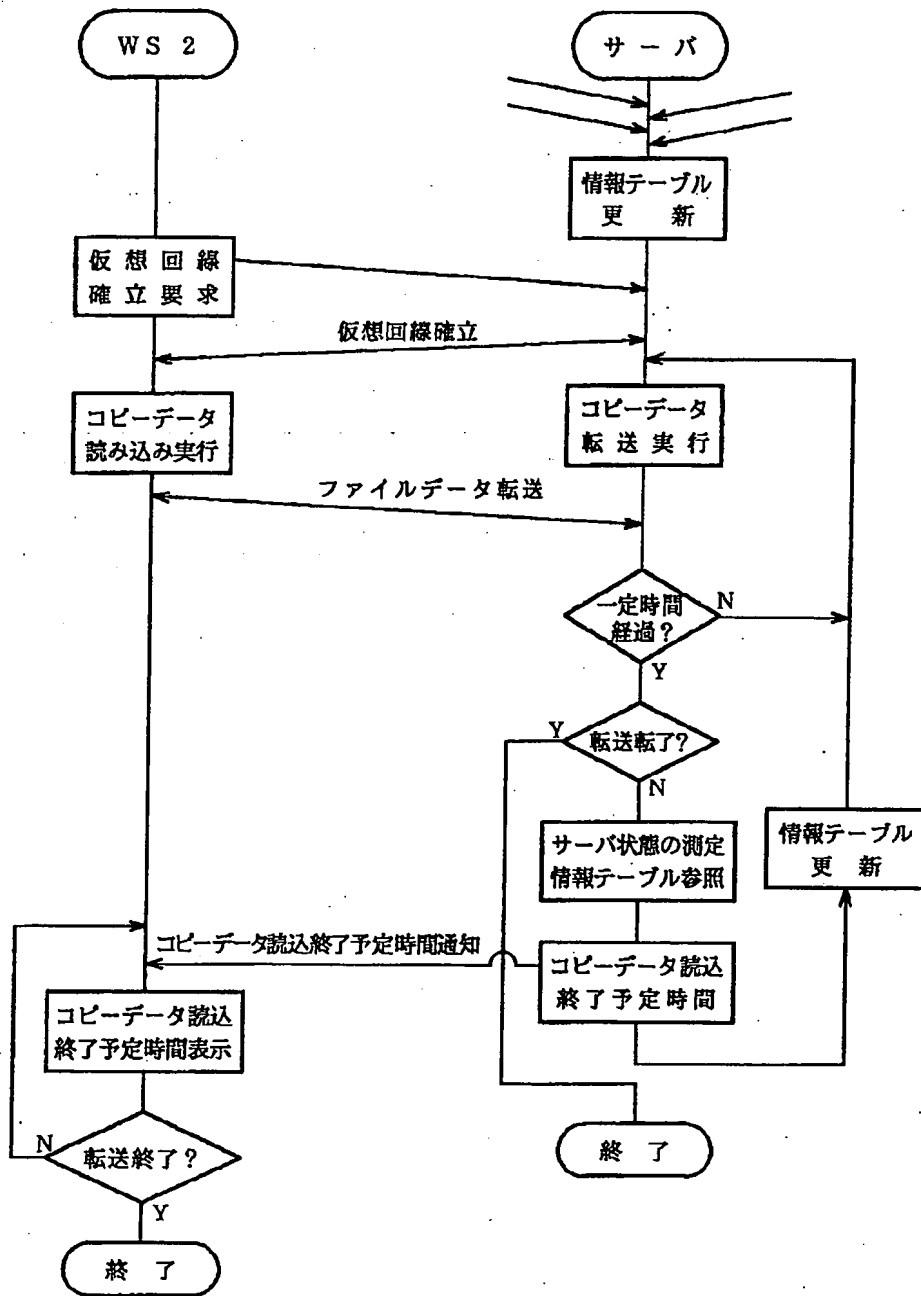 WS 2
サーバ
情報テーブル
更 新
仮想回線
確立要求
仮想回線確立
コピーデータ
読み込み実行
コピーデータ
転送実行
ファイルデータ転送
一定時間
経過?
N
Y
転送転了?
Y
N
サーバ状態の測定
情報テーブル参照
情報テーブル
更 新
コピーデータ読込終了予定時間通知
コピーデータ読込
終了予定時間
コピーデータ読込
終了予定時間表示
転送終了?
N
Y
終 了
終 了